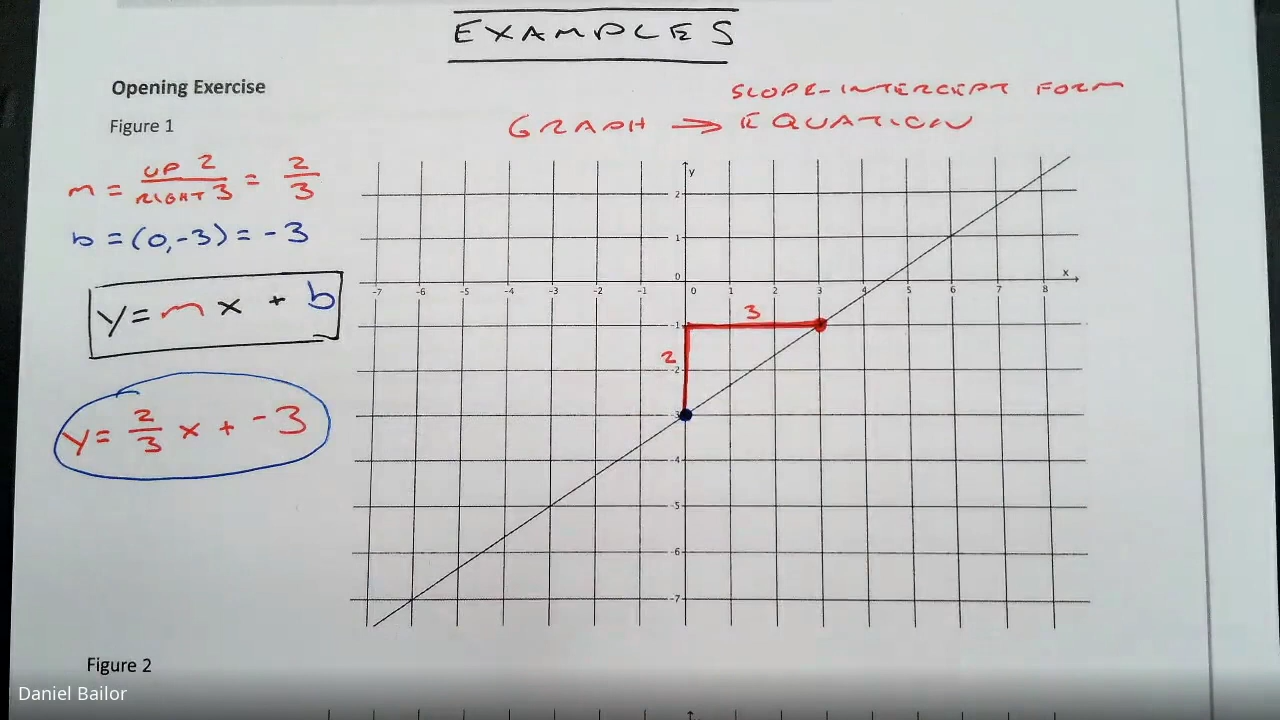 EXAMPLES
Opening Exercise
SLOPE-INTERCEPT FORM
Figure 1
GRAPH → EQUATION
m = UP 2 / RIGHT 3 = 2/3
b = (0,-3) = -3
y = mx + b
y = 2/3 x + -3
y
2
1
0
x
-7 -6 -5 -4 -3 -2 -1 0 1 2 3 4 5 6 7 8
3
-1
2
-2
-3
-4
-5
-6
-7
Figure 2
Daniel Bailor